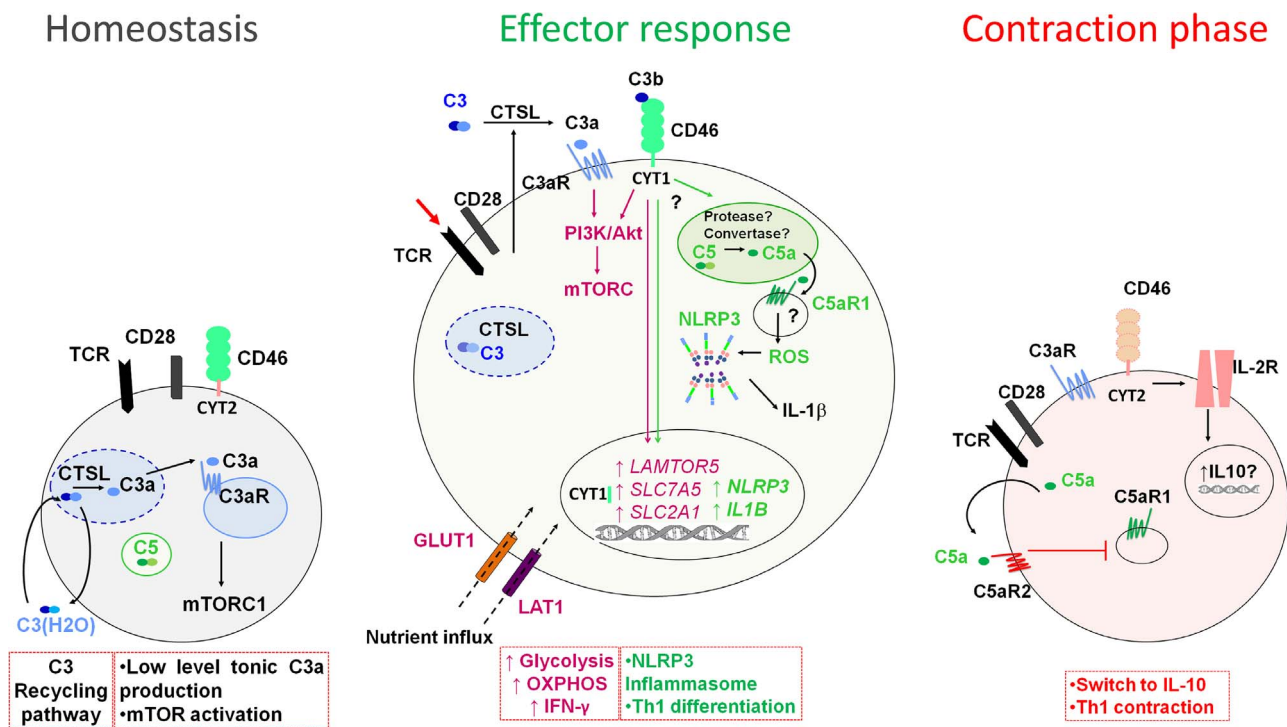 Homeostasis
TCR
CD28
CD46
CYT2
CTSL
C3a
C3a
C3aR
C5
mTORC1
C3(H2O)
C3
Recycling
pathway
•Low level tonic C3a
production
•mTOR activation
Effector response
C3
CTSL
C3a
C3b
CD46
C3aR
CYT1
CD28
TCR
?
PI3K/Akt
mTORC
Protease?
Convertase?
C5
C5a
C5aR1
?
CTSL
C3
NLRP3
ROS
IL-1β
CYT1
↑ LAMTOR5
↑ SLC7A5
↑ SLC2A1
↑ NLRP3
↑ IL1B
GLUT1
LAT1
Nutrient influx
↑ Glycolysis
↑ OXPHOS
↑ IFN-γ
•NLRP3
Inflammasome
•Th1 differentiation
Contraction phase
CD46
C3aR
IL-2R
CD28
CYT2
TCR
↑IL10?
C5a
C5aR1
C5a
C5aR2
•Switch to IL-10
•Th1 contraction